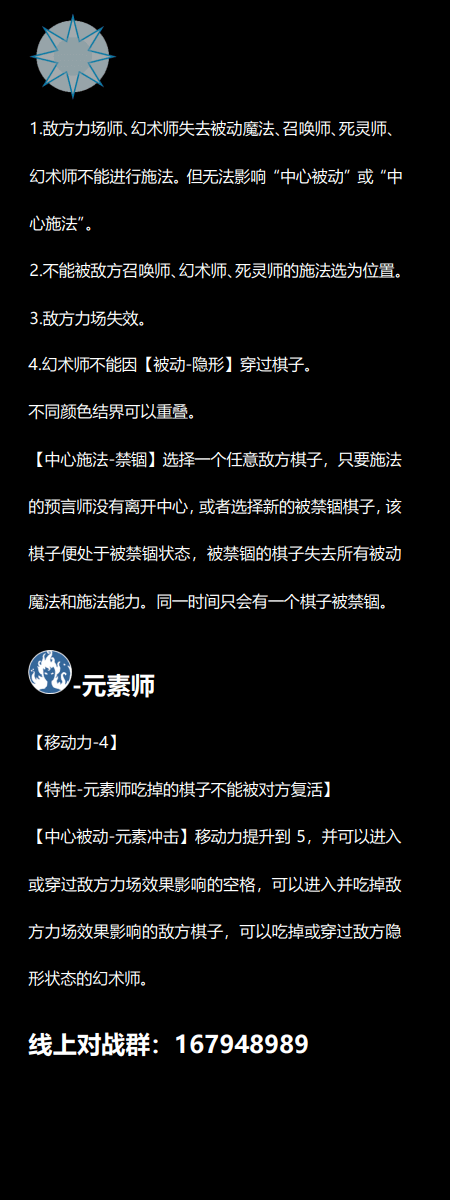 1.敌方力场师、幻术师失去被动魔法、召唤师、死灵师、
幻术师不能进行施法。但无法影响“中心被动”或“中
心施法”。
2.不能被敌方召唤师、幻术师、死灵师的施法选为位置。
3.敌方力场失效。
4.幻术师不能因【被动-隐形】穿过棋子。
不同颜色结界可以重叠。
【中心施法-禁锢】选择一个任意敌方棋子，只要施法
的预言师没有离开中心，或者选择新的被禁锢棋子，该
棋子便处于被禁锢状态，被禁锢的棋子失去所有被动
魔法和施法能力。同一时间只会有一个棋子被禁锢。
-元素师
【移动力-4】
【特性-元素师吃掉的棋子不能被对方复活】
【中心被动-元素冲击】移动力提升到 5，并可以进入
或穿过敌方力场效果影响的空格，可以进入并吃掉敌
方力场效果影响的敌方棋子，可以吃掉或穿过敌方隐
形状态的幻术师。
线上对战群：167948989